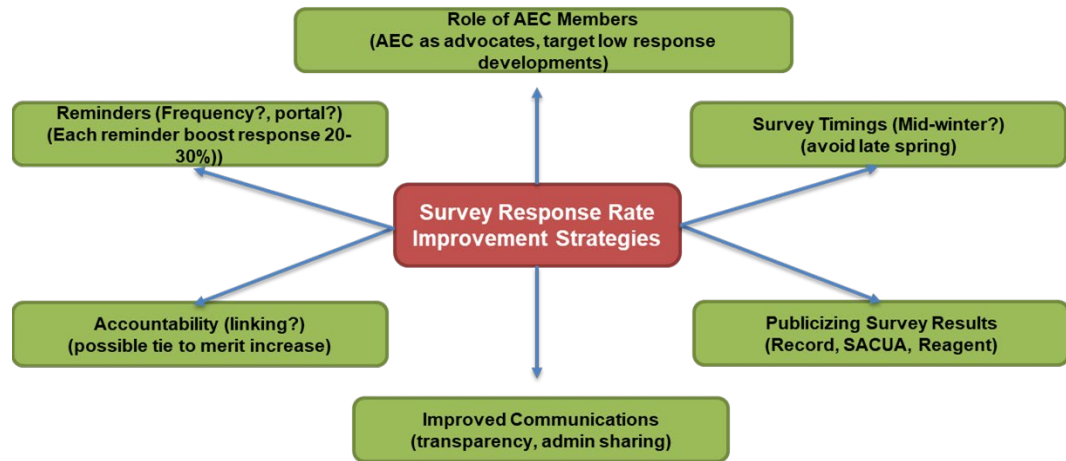 Role of AEC Members
(AEC as advocates, target low response
developments)
Reminders (Frequency?, portal?)
(Each reminder boost response 20-
30%))
Survey Timings (Mid-winter?)
(avoid late spring)
Survey Response Rate
Improvement Strategies
Accountability (linking?)
(possible tie to merit increase)
Publicizing Survey Results
(Record, SACUA, Reagent)
Improved Communications
(transparency, admin sharing)